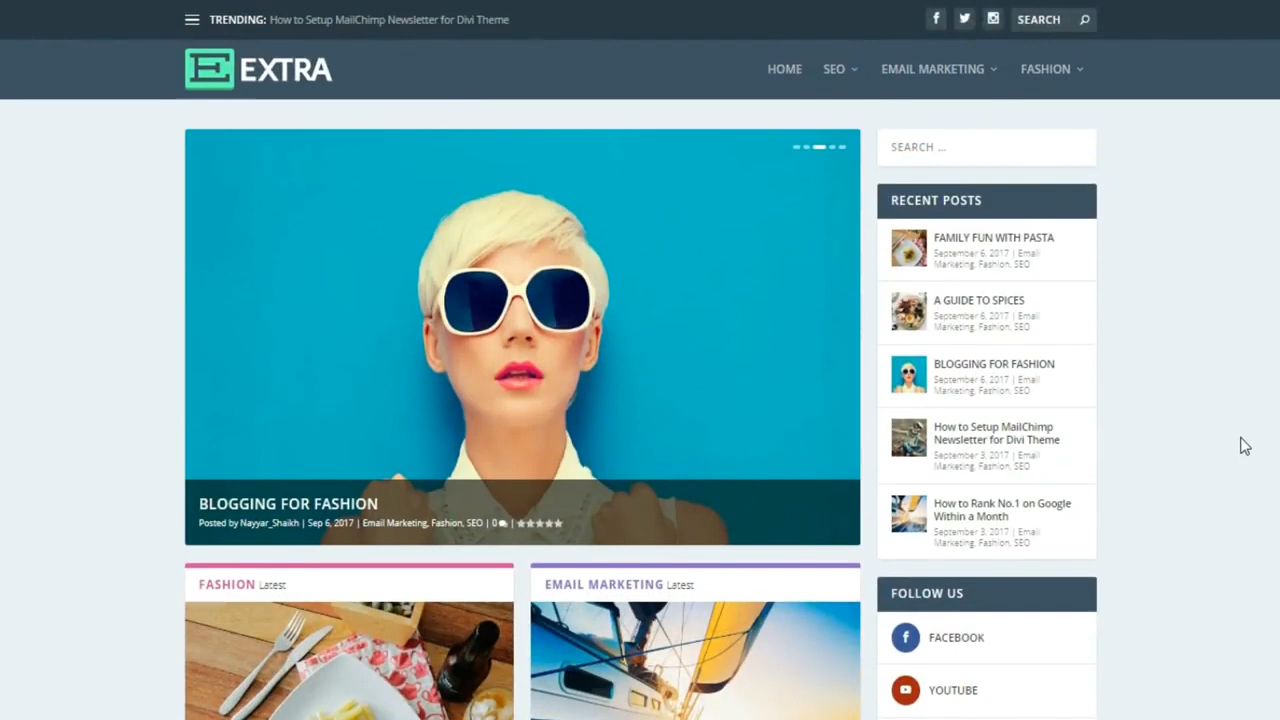 TRENDING: How to Setup MailChimp Newsletter for Divi Theme
SEARCH
E EXTRA
HOME SEO EMAIL MARKETING FASHION
SEARCH ...
RECENT POSTS
FAMILY FUN WITH PASTA
September 6, 2017 | Email
Marketing, Fashion, SEO
A GUIDE TO SPICES
September 6, 2017 | Email
Marketing, Fashion, SEO
BLOGGING FOR FASHION
September 6, 2017 | Email
Marketing, Fashion, SEO
How to Setup MailChimp
Newsletter for Divi Theme
September 3, 2017 | Email
Marketing, Fashion, SEO
How to Rank No.1 on Google
Within a Month
September 3, 2017 | Email
Marketing, Fashion, SEO
BLOGGING FOR FASHION
Posted by Nayyar_Shaikh | Sep 6, 2017 | Email Marketing, Fashion, SEO | 0 |
FASHION Latest
EMAIL MARKETING Latest
FOLLOW US
FACEBOOK
YOUTUBE